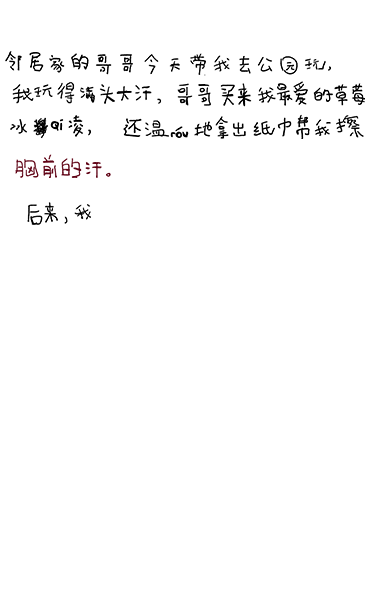 邻居家的哥哥今天带我去公园玩，
我玩得满头大汗，哥哥买来我最爱的草莓
冰qi凌，还温róu地拿出纸巾帮我擦
胸前的汗。
后来，我